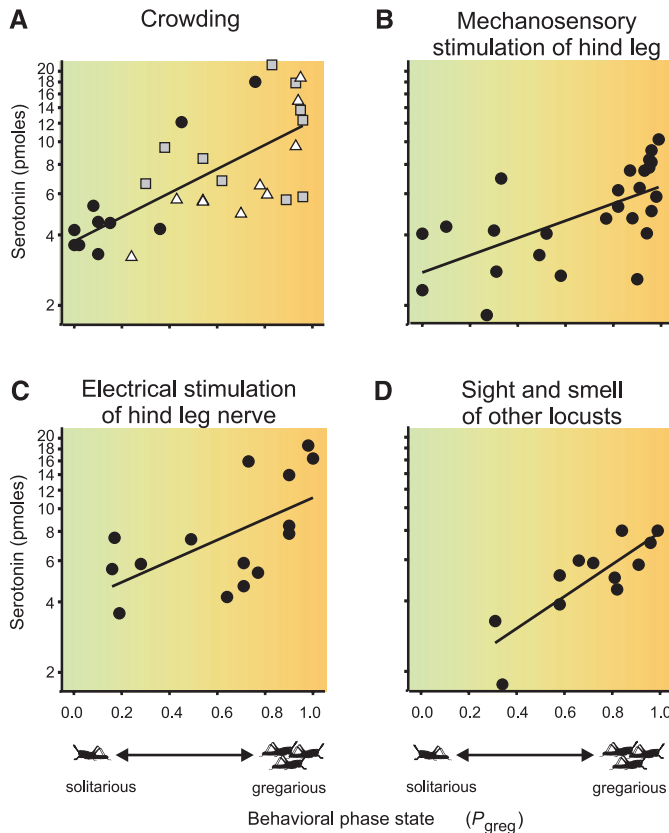 A
Crowding
Serotonin (pmoles)
20
18
16
14
12
10
8
6
4
2
B
Mechanosensory
stimulation of hind leg
C
Electrical stimulation
of hind leg nerve
Serotonin (pmoles)
20
18
16
14
12
10
8
6
4
2
0.0 0.2 0.4 0.6 0.8 1.0
solitarious gregarious
D
Sight and smell
of other locusts
0.0 0.2 0.4 0.6 0.8 1.0
solitarious gregarious
Behavioral phase state (Pgreg)